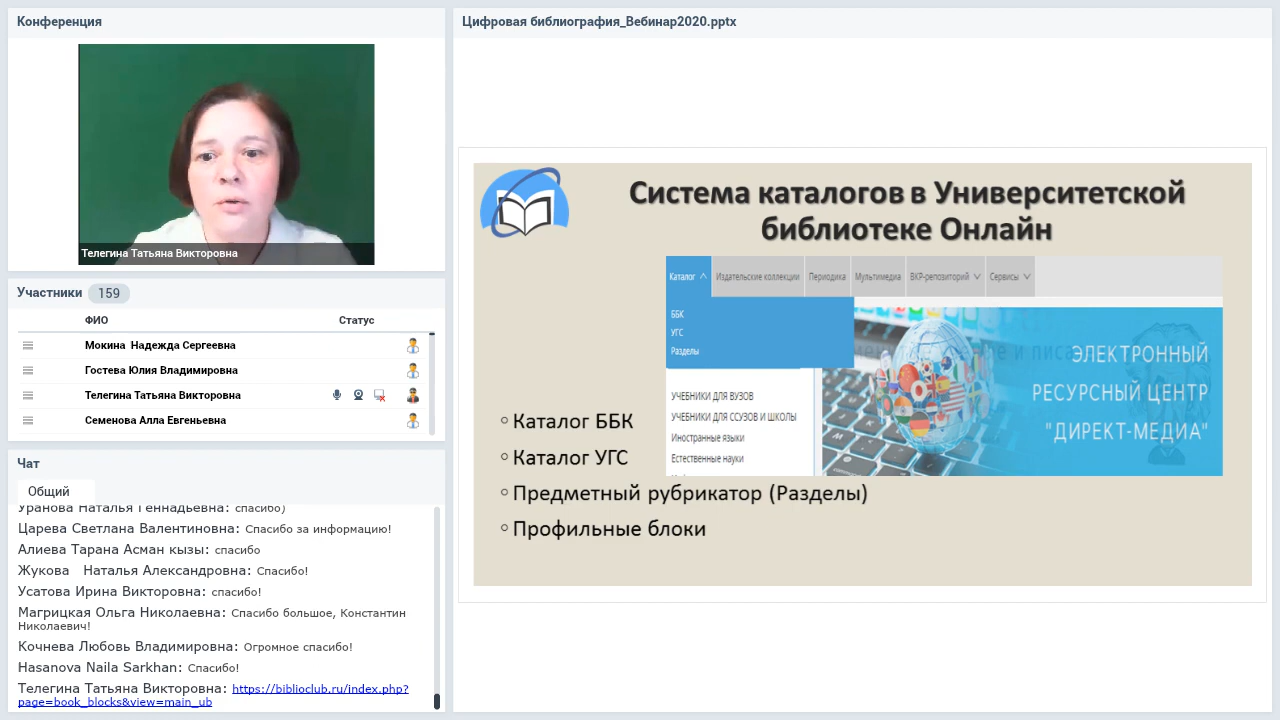 Конференция
Телегина Татьяна Викторовна
Участники 159
ФИО Статус
Мокина Надежда Сергеевна
Гостева Юлия Владимировна
Телегина Татьяна Викторовна
Семенова Алла Евгеньевна
Чат
Общий
Уранова Наталья Геннадьевна: спасибо)
Царева Светлана Валентиновна: Спасибо за информацию!
Алиева Тарана Асман кызы: спасибо
Жукова Наталья Александровна: Спасибо!
Усатова Ирина Викторовна: спасибо!
Магрицкая Ольга Николаевна: Спасибо большое, Константин
Николаевич!
Кочнева Любовь Владимировна: Огромное спасибо!
Hasanova Naila Sarkhan: Спасибо!
Телегина Татьяна Викторовна: https://biblioclub.ru/index.php?
page=book_blocks&view=main_ub
Цифровая библиография_Вебинар2020.pptx
Система каталогов в Университетской
библиотеке Онлайн
Каталог Издательские коллекции Периодика Мультимедиа ВКР-репозиторий Сервисы
ББК
УГС
Разделы
УЧЕБНИКИ ДЛЯ ВУЗОВ
УЧЕБНИКИ ДЛЯ ССУЗОВ И ШКОЛЫ
Иностранные языки
Естественные науки
ЭЛЕКТРОННЫЙ
РЕСУРСНЫЙ ЦЕНТР
"ДИРЕКТ-МЕДИА"
Каталог ББК
Каталог УГС
Предметный рубрикатор (Разделы)
Профильные блоки